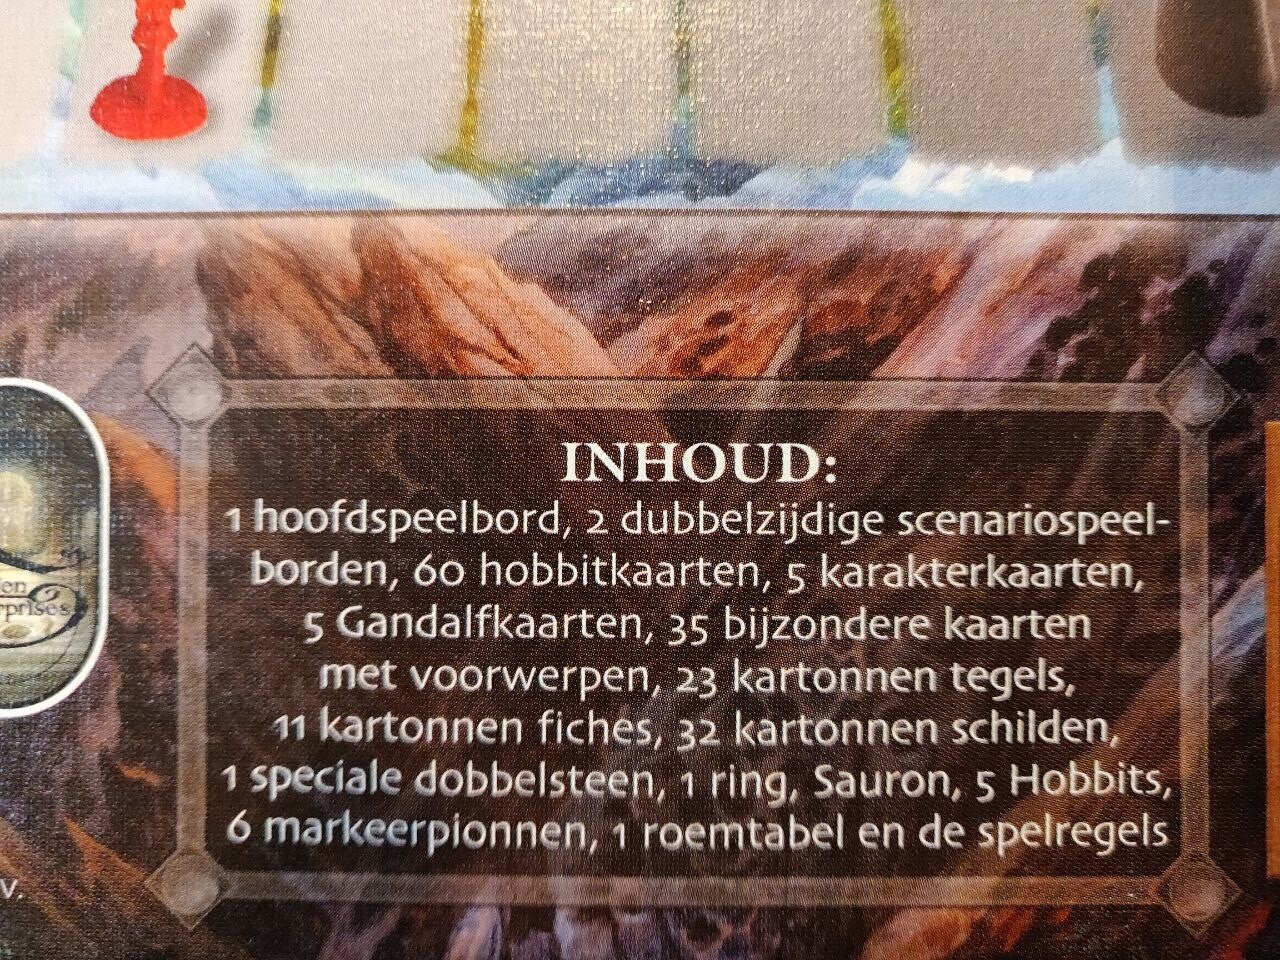 INHOUD:
1 hoofdspeelbord, 2 dubbelzijdige scenariospeel-
borden, 60 hobbitkaarten, 5 karakterkaarten,
5 Gandalfkaarten, 35 bijzondere kaarten
met voorwerpen, 23 kartonnen tegels,
11 kartonnen fiches, 32 kartonnen schilden,
1 speciale dobbelsteen, 1 ring, Sauron, 5 Hobbits,
6 markeerpionnen, 1 roemtabel en de spelregels
v.